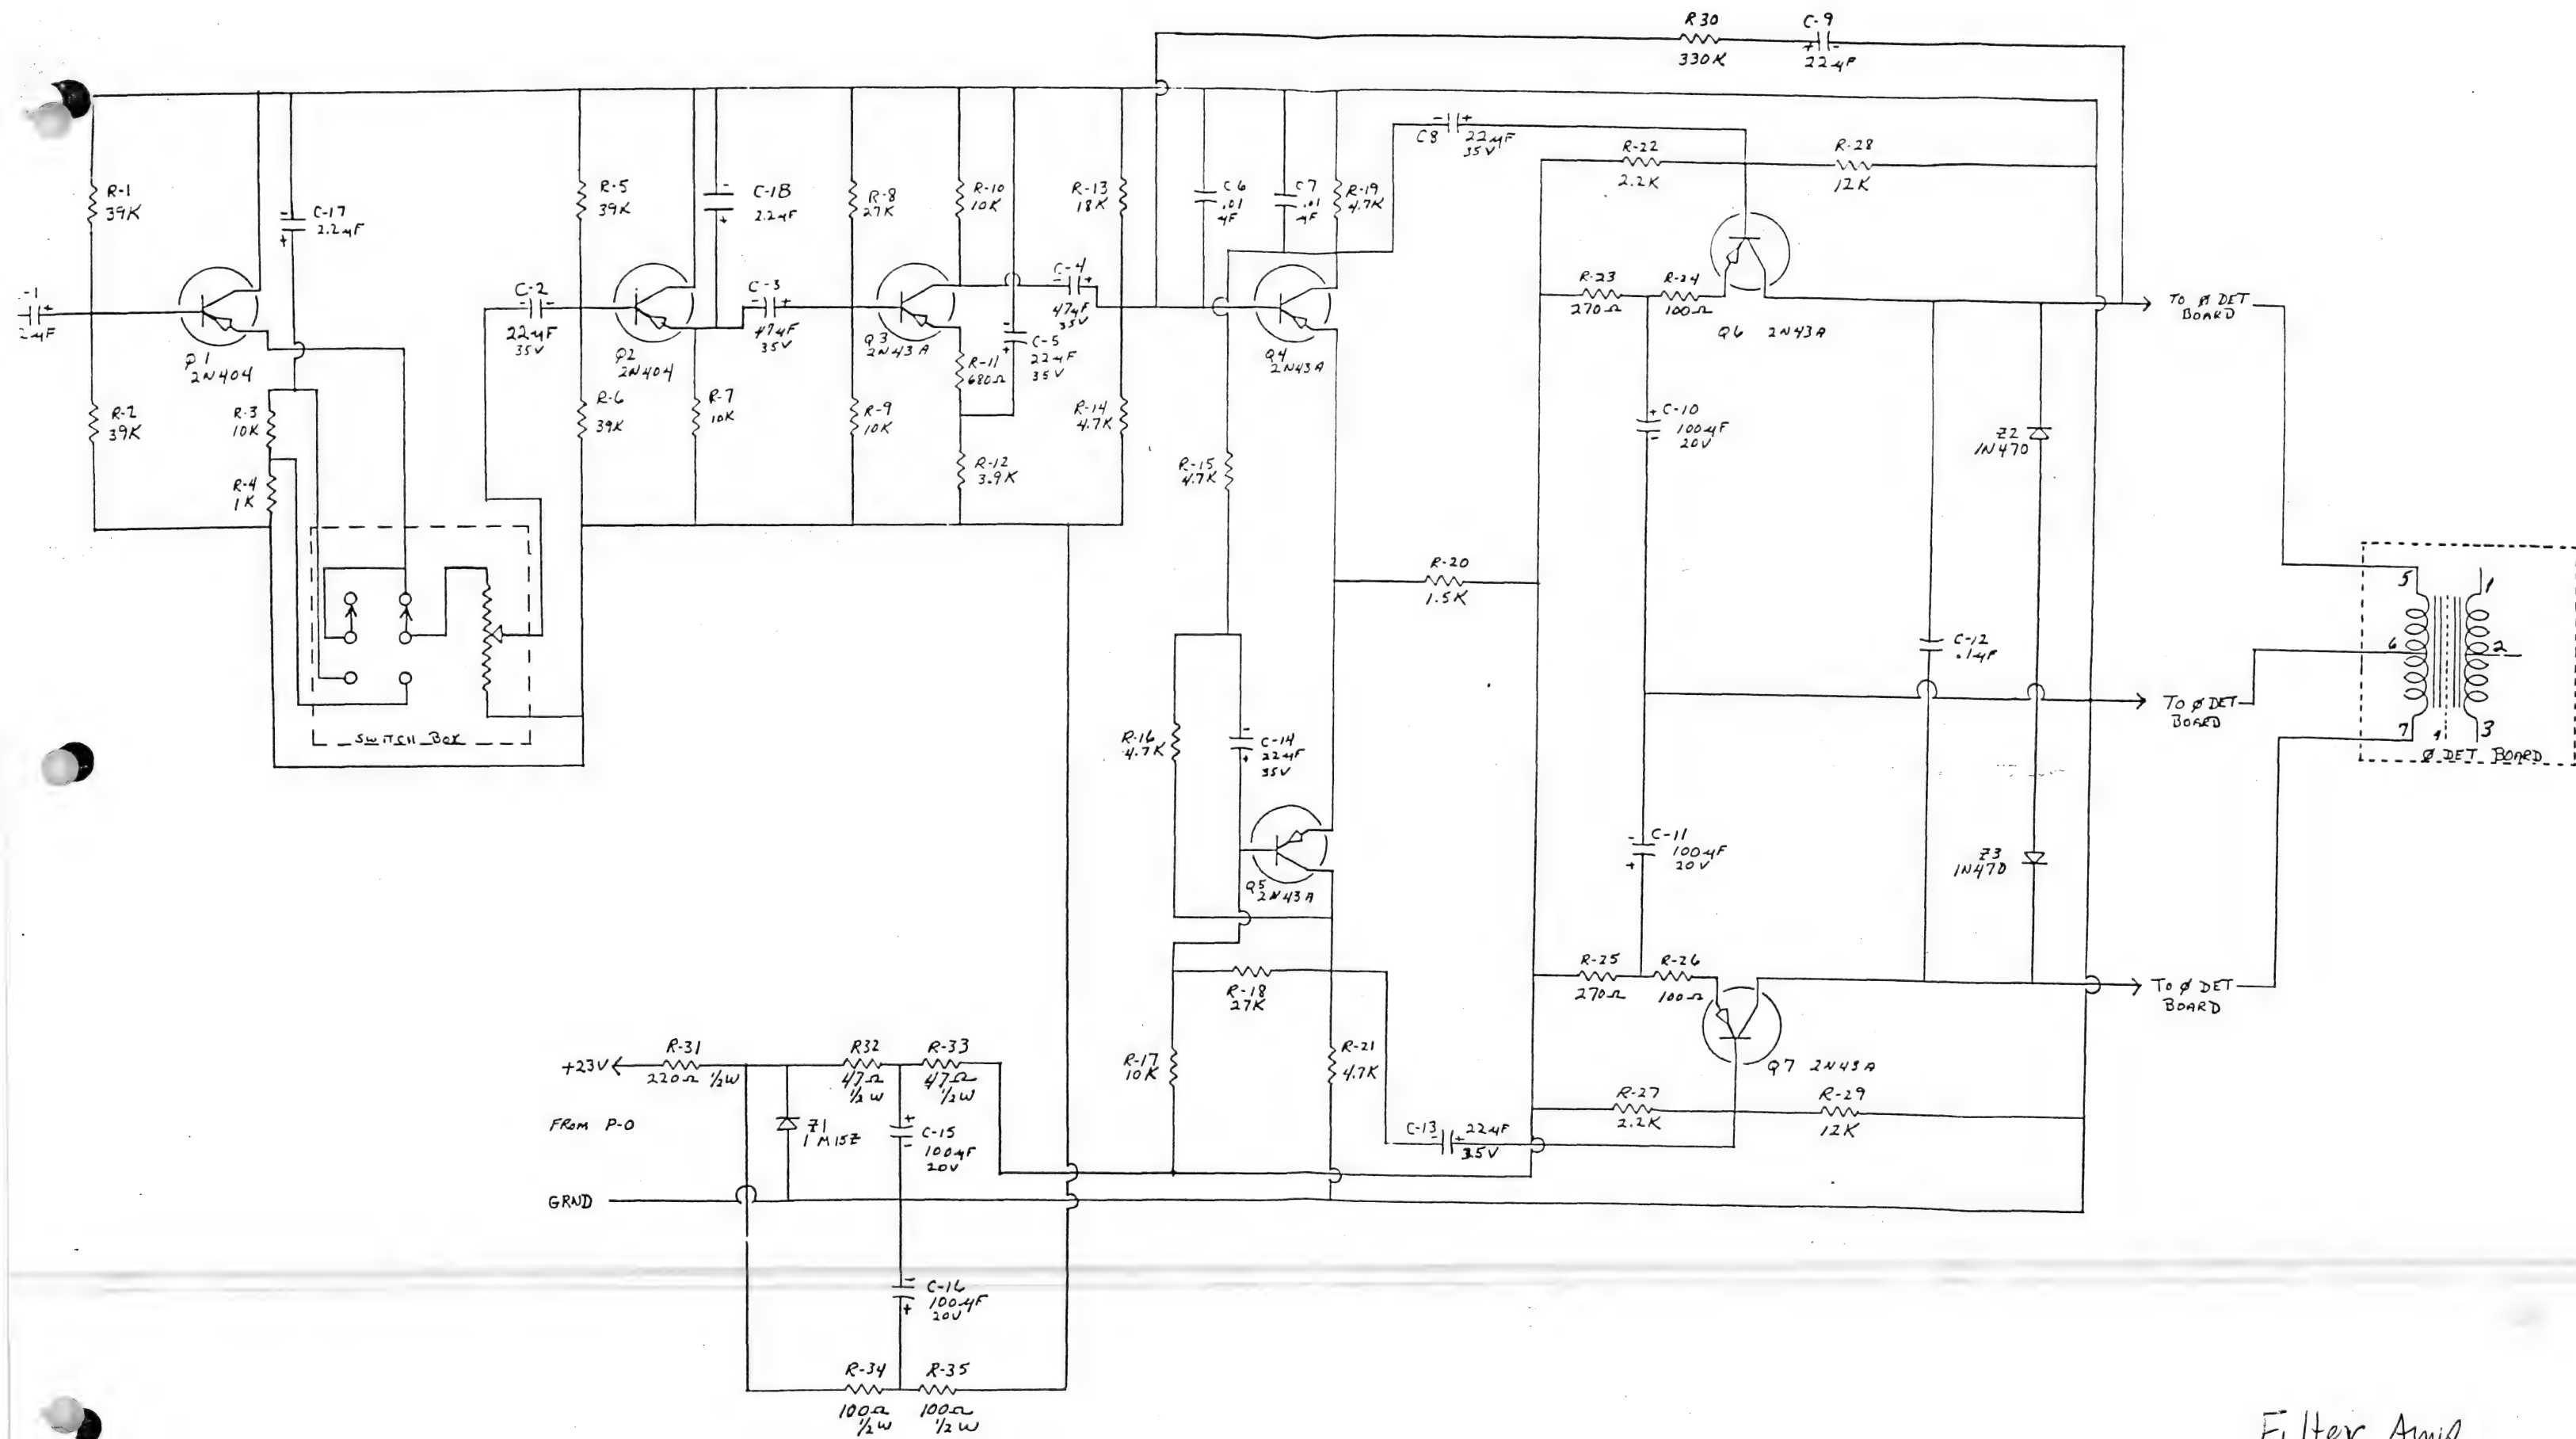 R30
330K
C-9
+ -
22µF
R-1
39K
C-17
2.2µF
R-5
39K
C-1B
2.2µF
R-8
27K
R-10
10K
R-13
18K
C6
.01
µF
C7
.01
µF
R-19
4.7K
C8
22µF
35V
R-22
2.2K
R-28
12K
-1
2µF
Q1
2N404
C-2
22µF
35V
Q2
2N404
C-3
47µF
35V
Q3
2N43A
C-4
47µF
35V
R-11
680Ω
C-5
22µF
35V
Q4
2N43A
R-23
270Ω
R-24
100Ω
Q6 2N43A
TO Ø DET
BOARD
R-2
39K
R-3
10K
R-4
1K
R-6
39K
R-7
10K
R-9
10K
R-12
3.9K
R-14
4.7K
R-15
4.7K
C-10
100µF
20V
Z2
1N470
R-20
1.5K
C-12
.1µF
SWITCH BOX
R-16
4.7K
C-14
22µF
35V
TO Ø DET
BOARD
5
1
6
2
7
4
3
Ø DET BOARD
Q5
2N43A
C-11
100µF
20V
Z3
1N470
R-18
27K
R-25
270Ω
R-26
100Ω
TO Ø DET
BOARD
Q7 2N43A
R-17
10K
R-21
4.7K
R-27
2.2K
R-29
12K
C-13
22µF
35V
+23V
R-31
220Ω ½W
R32
47Ω
½W
R-33
47Ω
½W
FROM P-O
Z1
1M15Z
C-15
100µF
20V
GRND
C-16
100µF
20V
R-34
100Ω
½W
R-35
100Ω
½W
Filter Amp